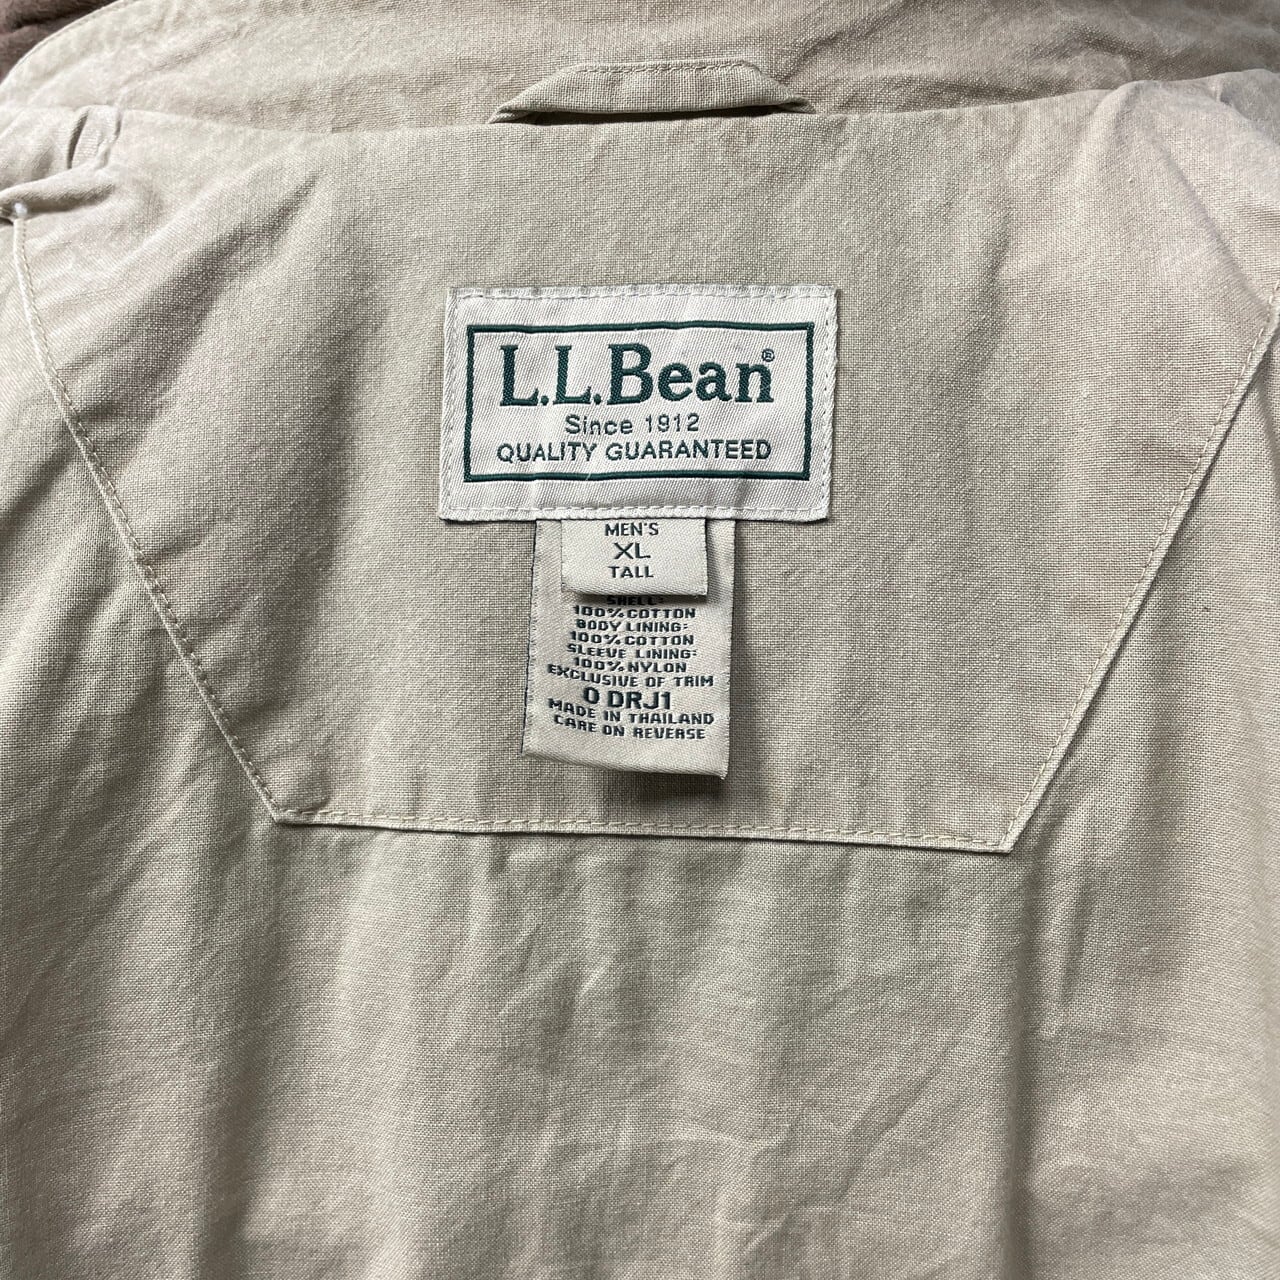 L.L.Bean®
Since 1912
QUALITY GUARANTEED
MEN'S
XL
TALL
SHELL:
100% COTTON
BODY LINING:
100% COTTON
SLEEVE LINING:
100% NYLON
EXCLUSIVE OF TRIM
0 DRJ1
MADE IN THAILAND
CARE ON REVERSE